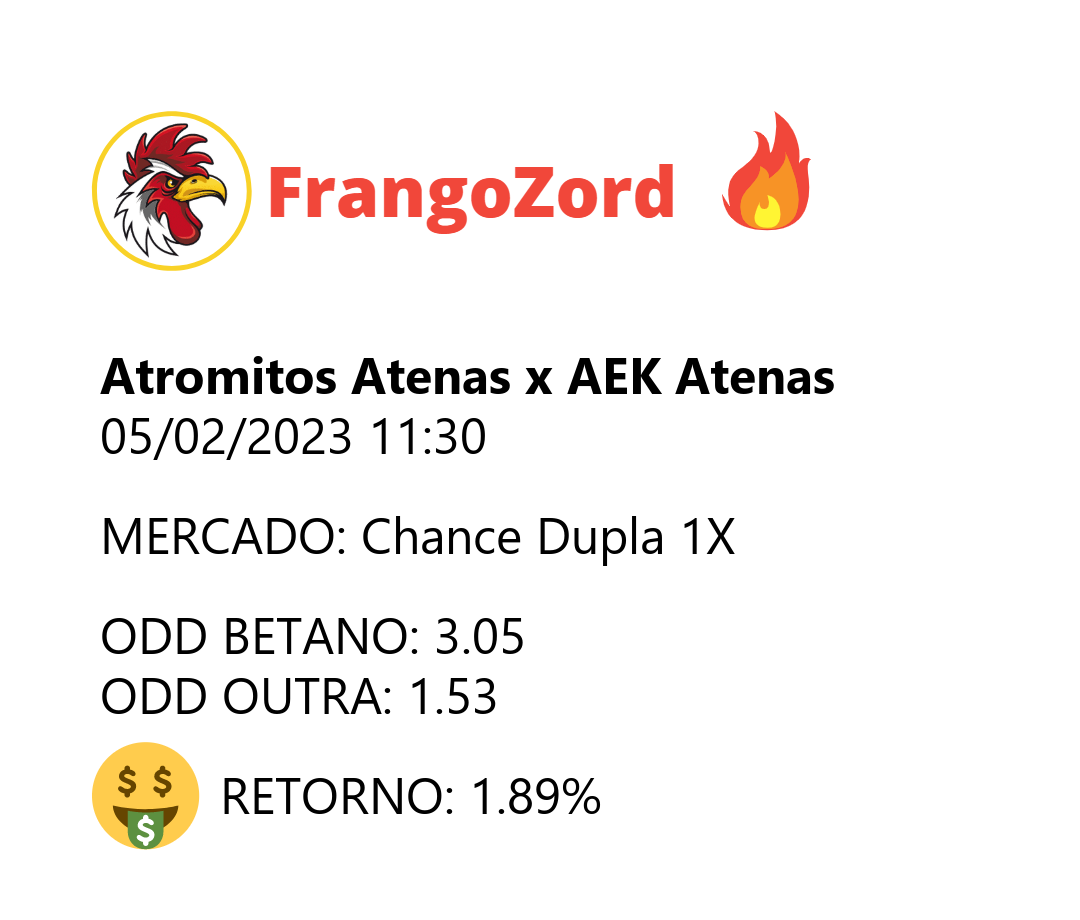 FrangoZord
Atromitos Atenas x AEK Atenas
05/02/2023 11:30
MERCADO: Chance Dupla 1X
ODD BETANO: 3.05
ODD OUTRA: 1.53
RETORNO: 1.89%